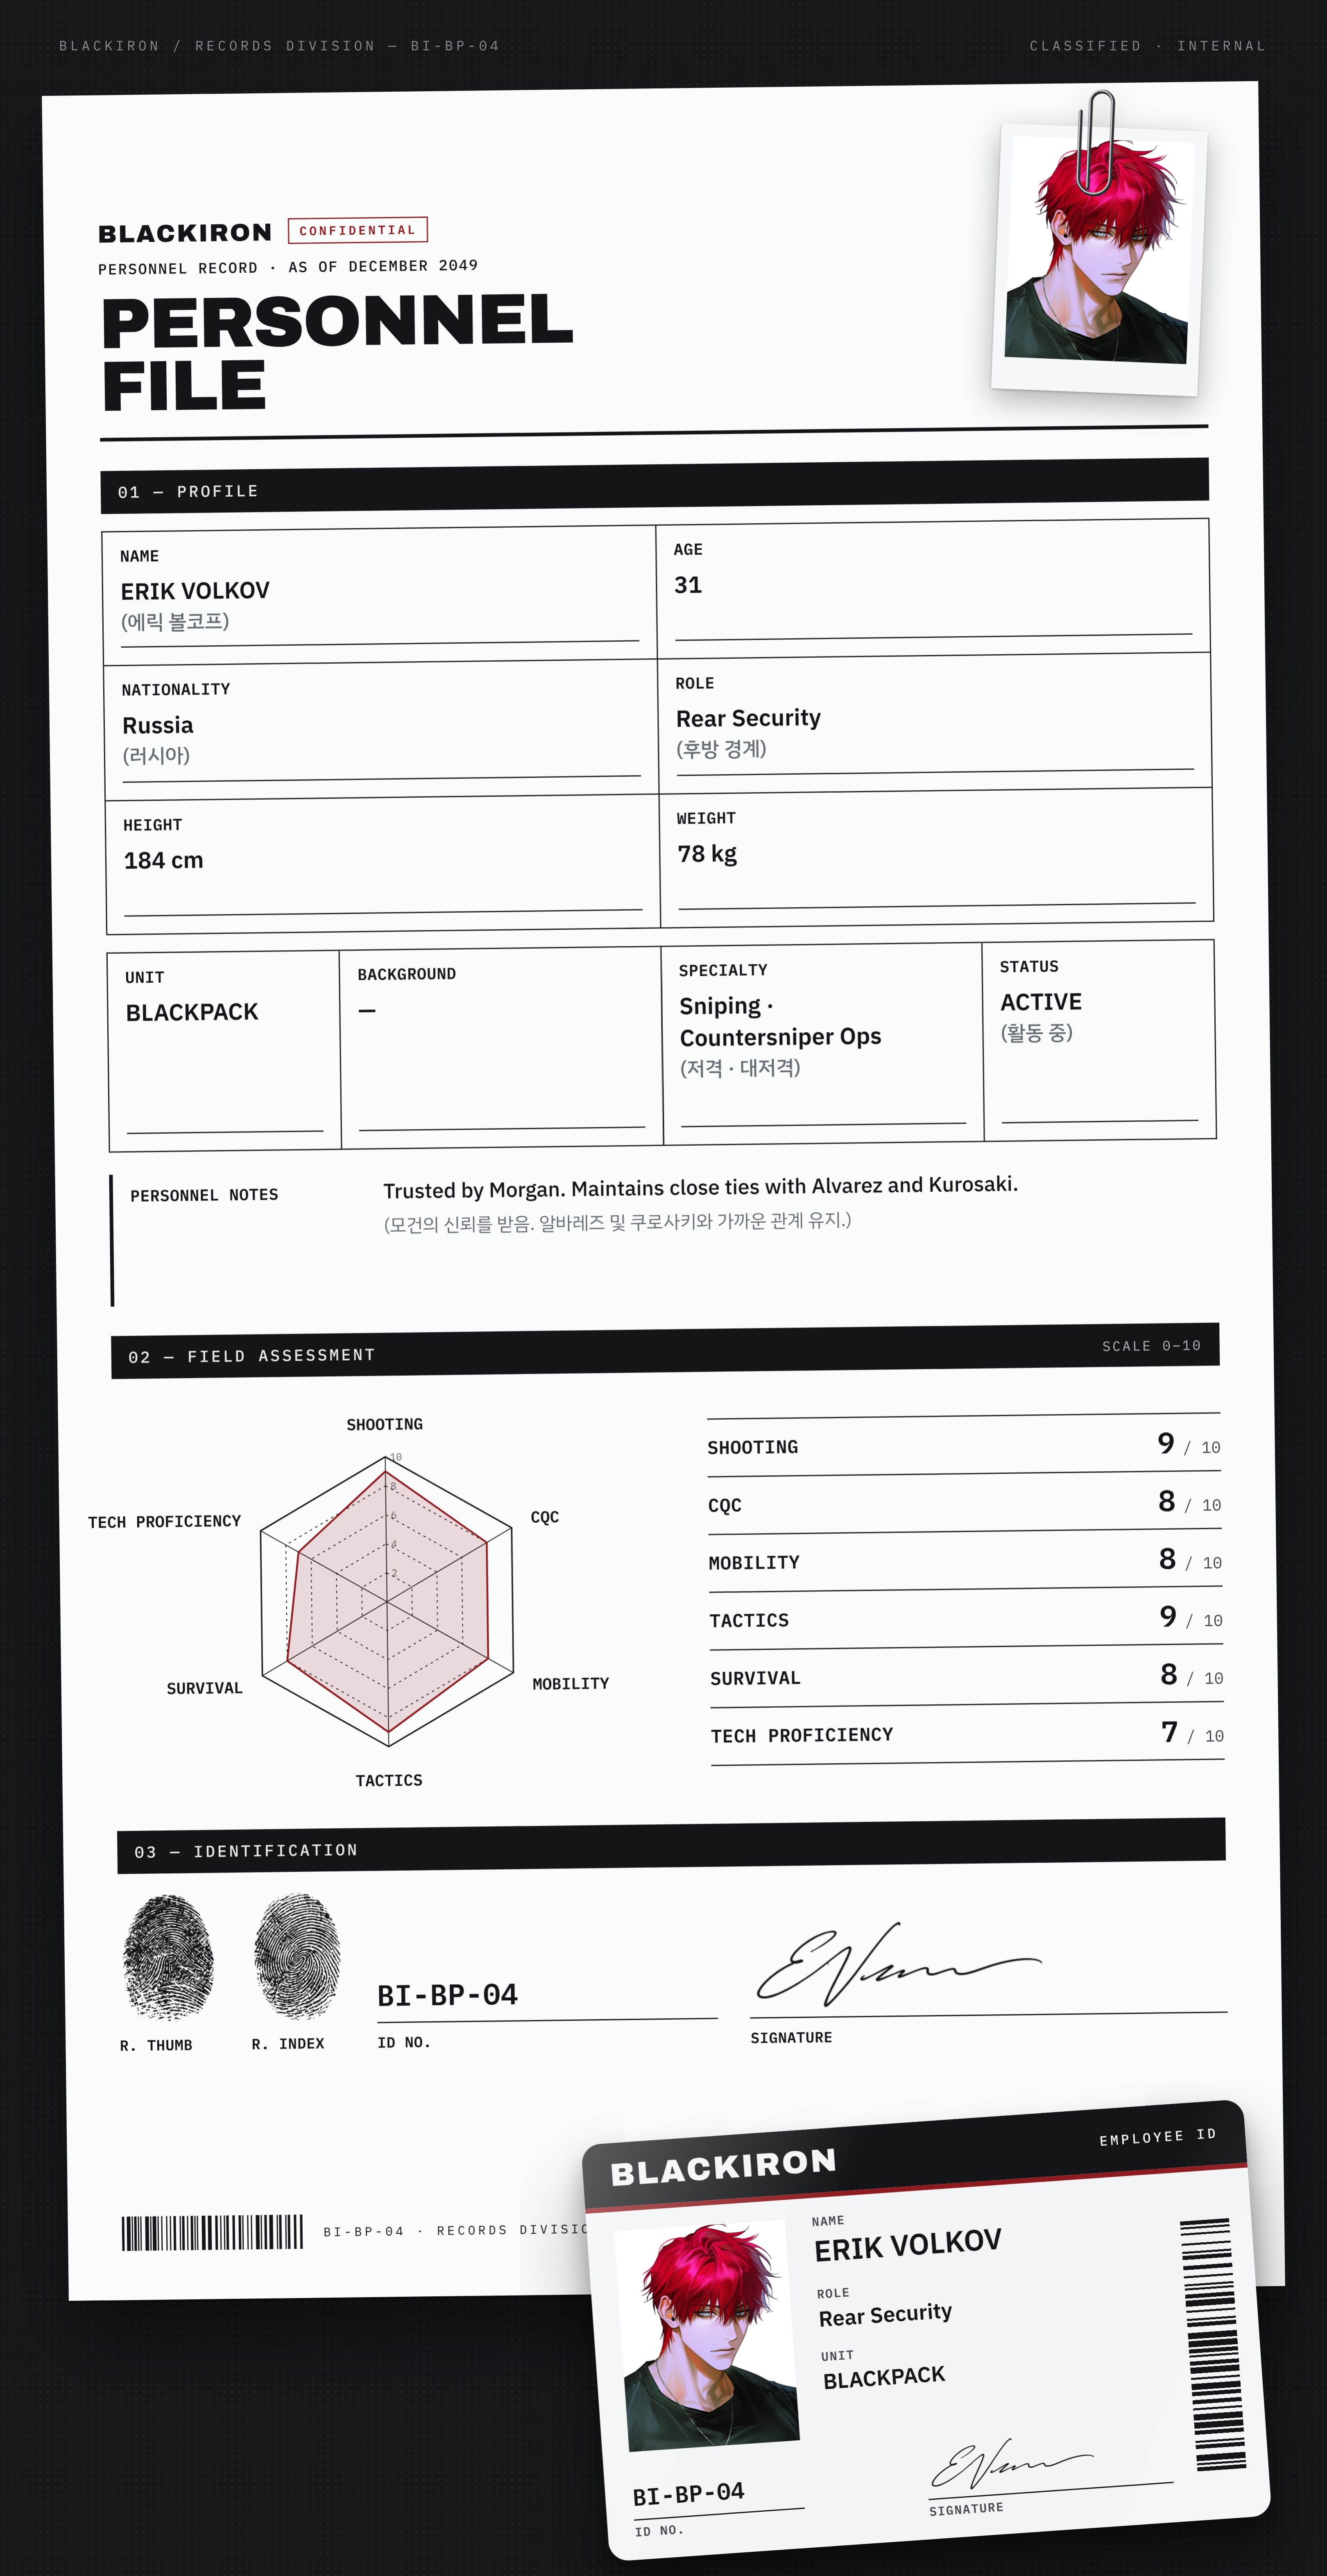 BLACKIRON / RECORDS DIVISION — BI-BP-04
CLASSIFIED · INTERNAL
BLACKIRON
CONFIDENTIAL
PERSONNEL RECORD · AS OF DECEMBER 2049
PERSONNEL
FILE
01 — PROFILE
NAME
ERIK VOLKOV
(에릭 볼코프)
AGE
31
NATIONALITY
Russia
(러시아)
ROLE
Rear Security
(후방 경계)
HEIGHT
184 cm
WEIGHT
78 kg
UNIT
BLACKPACK
BACKGROUND
—
SPECIALTY
Sniping ·
Countersniper Ops
(저격 · 대저격)
STATUS
ACTIVE
(활동 중)
PERSONNEL NOTES
Trusted by Morgan. Maintains close ties with Alvarez and Kurosaki.
(모건의 신뢰를 받음. 알바레즈 및 쿠로사키와 가까운 관계 유지.)
02 — FIELD ASSESSMENT
SCALE 0–10
SHOOTING
10
8
6
4
2
TECH PROFICIENCY
CQC
SURVIVAL
MOBILITY
TACTICS
SHOOTING 9 / 10
CQC 8 / 10
MOBILITY 8 / 10
TACTICS 9 / 10
SURVIVAL 8 / 10
TECH PROFICIENCY 7 / 10
03 — IDENTIFICATION
R. THUMB
R. INDEX
BI-BP-04
ID NO.
SIGNATURE
BI-BP-04 · RECORDS DIVISIO
BLACKIRON
EMPLOYEE ID
NAME
ERIK VOLKOV
ROLE
Rear Security
UNIT
BLACKPACK
BI-BP-04
ID NO.
SIGNATURE